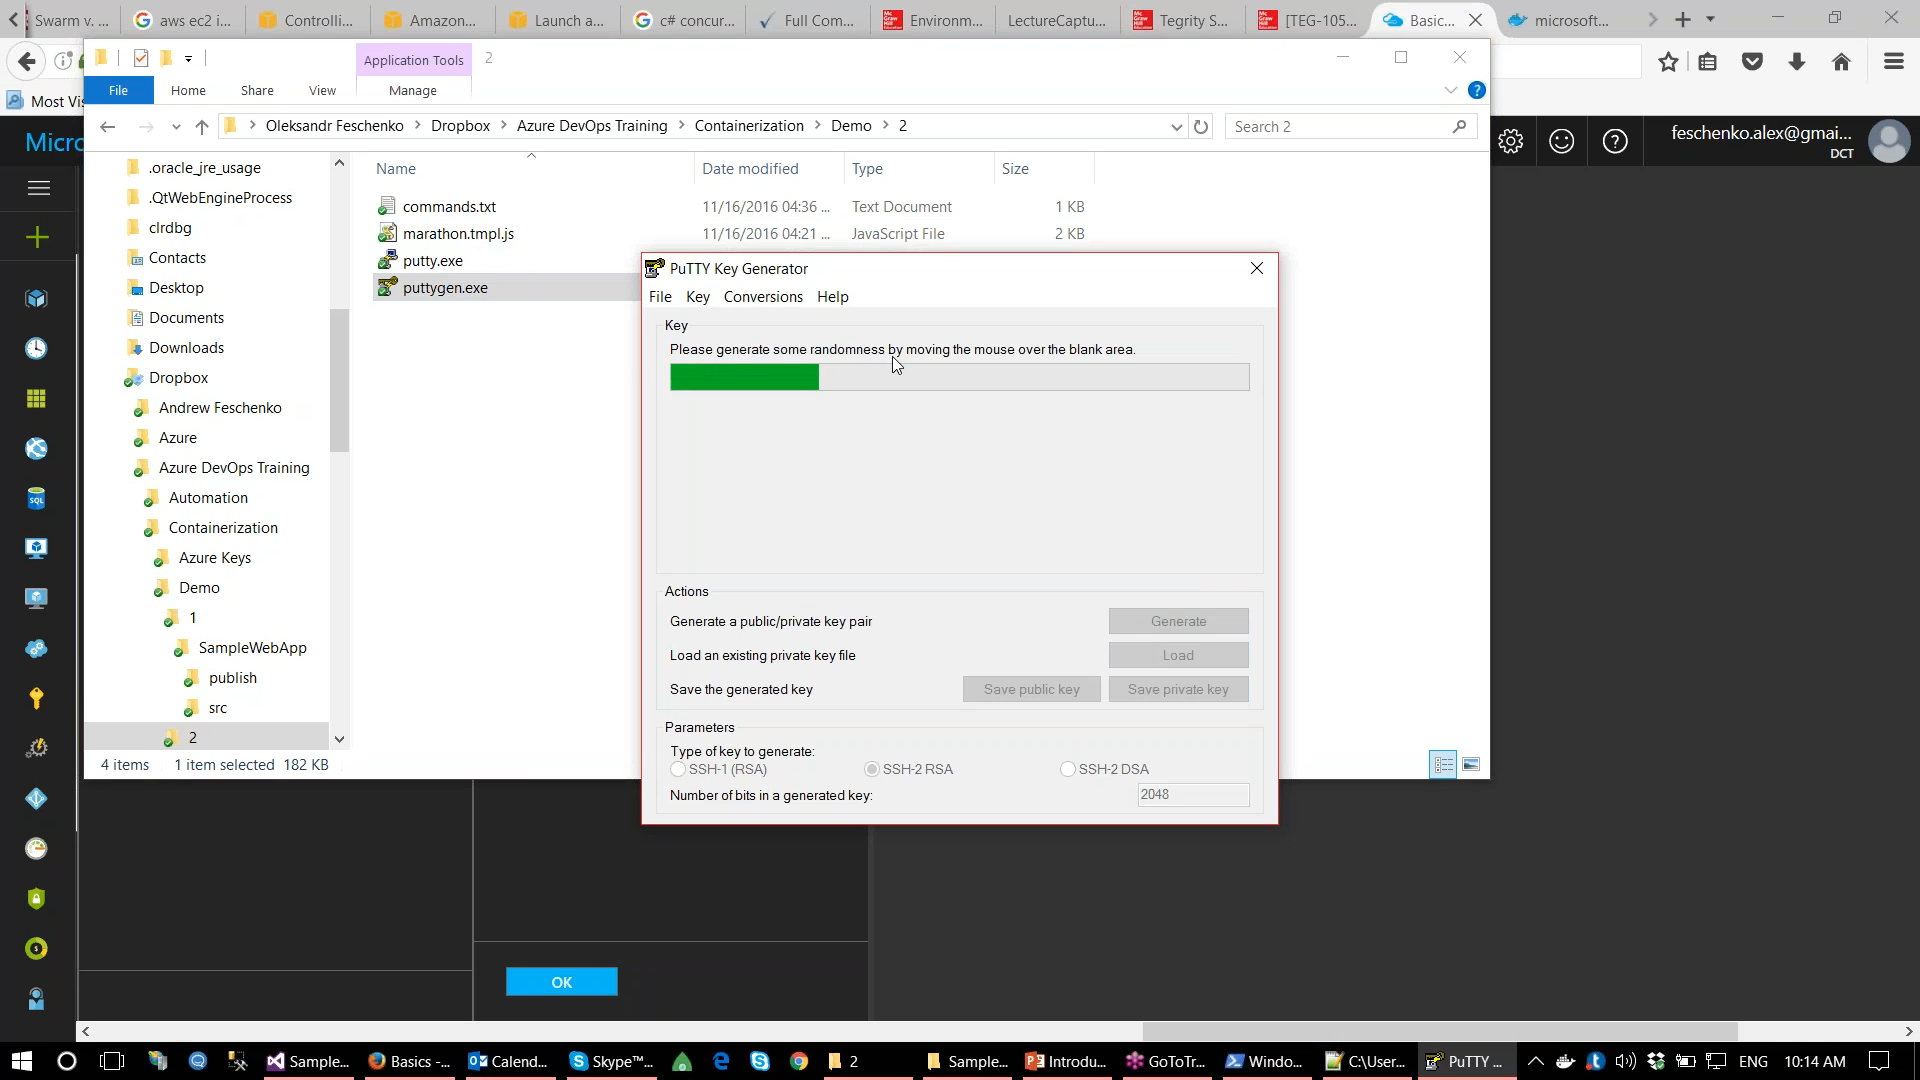 Swarm v. ...
aws ec2 i...
Controlli...
Amazon...
Launch a...
c# concur...
Full Com...
Environm...
LectureCaptu...
Tegrity S...
[TEG-105...
Basic...
microsoft...
Application Tools
2
File
Home
Share
View
Manage
Most Vis
Oleksandr Feschenko
Dropbox
Azure DevOps Training
Containerization
Demo
2
Search 2
Micro
feschenko.alex@gmai...
DCT
Name
Date modified
Type
Size
.oracle_jre_usage
.QtWebEngineProcess
clrdbg
Contacts
Desktop
Documents
Downloads
Dropbox
Andrew Feschenko
Azure
Azure DevOps Training
Automation
Containerization
Azure Keys
Demo
1
SampleWebApp
publish
src
2
commands.txt
11/16/2016 04:36 ...
Text Document
1 KB
marathon.tmpl.js
11/16/2016 04:21 ...
JavaScript File
2 KB
putty.exe
puttygen.exe
PuTTY Key Generator
File
Key
Conversions
Help
Key
Please generate some randomness by moving the mouse over the blank area.
Actions
Generate a public/private key pair
Generate
Load an existing private key file
Load
Save the generated key
Save public key
Save private key
Parameters
Type of key to generate:
SSH-1 (RSA)
SSH-2 RSA
SSH-2 DSA
Number of bits in a generated key:
2048
4 items
1 item selected
182 KB
SQL
OK
Sample...
Basics -...
Calend...
Skype™...
2
Sample...
Introdu...
GoToTr...
Windo...
C:\User...
PuTTY ...
ENG
10:14 AM